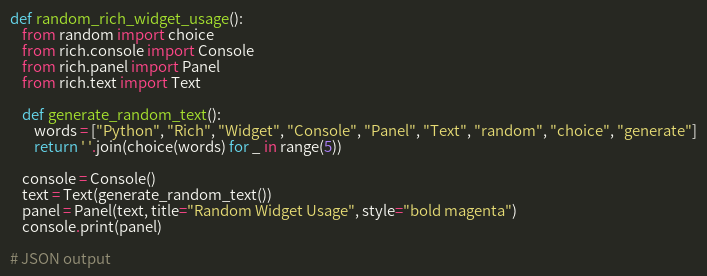 def random_rich_widget_usage():
    from random import choice
    from rich.console import Console
    from rich.panel import Panel
    from rich.text import Text

    def generate_random_text():
        words = ["Python", "Rich", "Widget", "Console", "Panel", "Text", "random", "choice", "generate"]
        return ' '.join(choice(words) for _ in range(5))

    console = Console()
    text = Text(generate_random_text())
    panel = Panel(text, title="Random Widget Usage", style="bold magenta")
    console.print(panel)

# JSON output